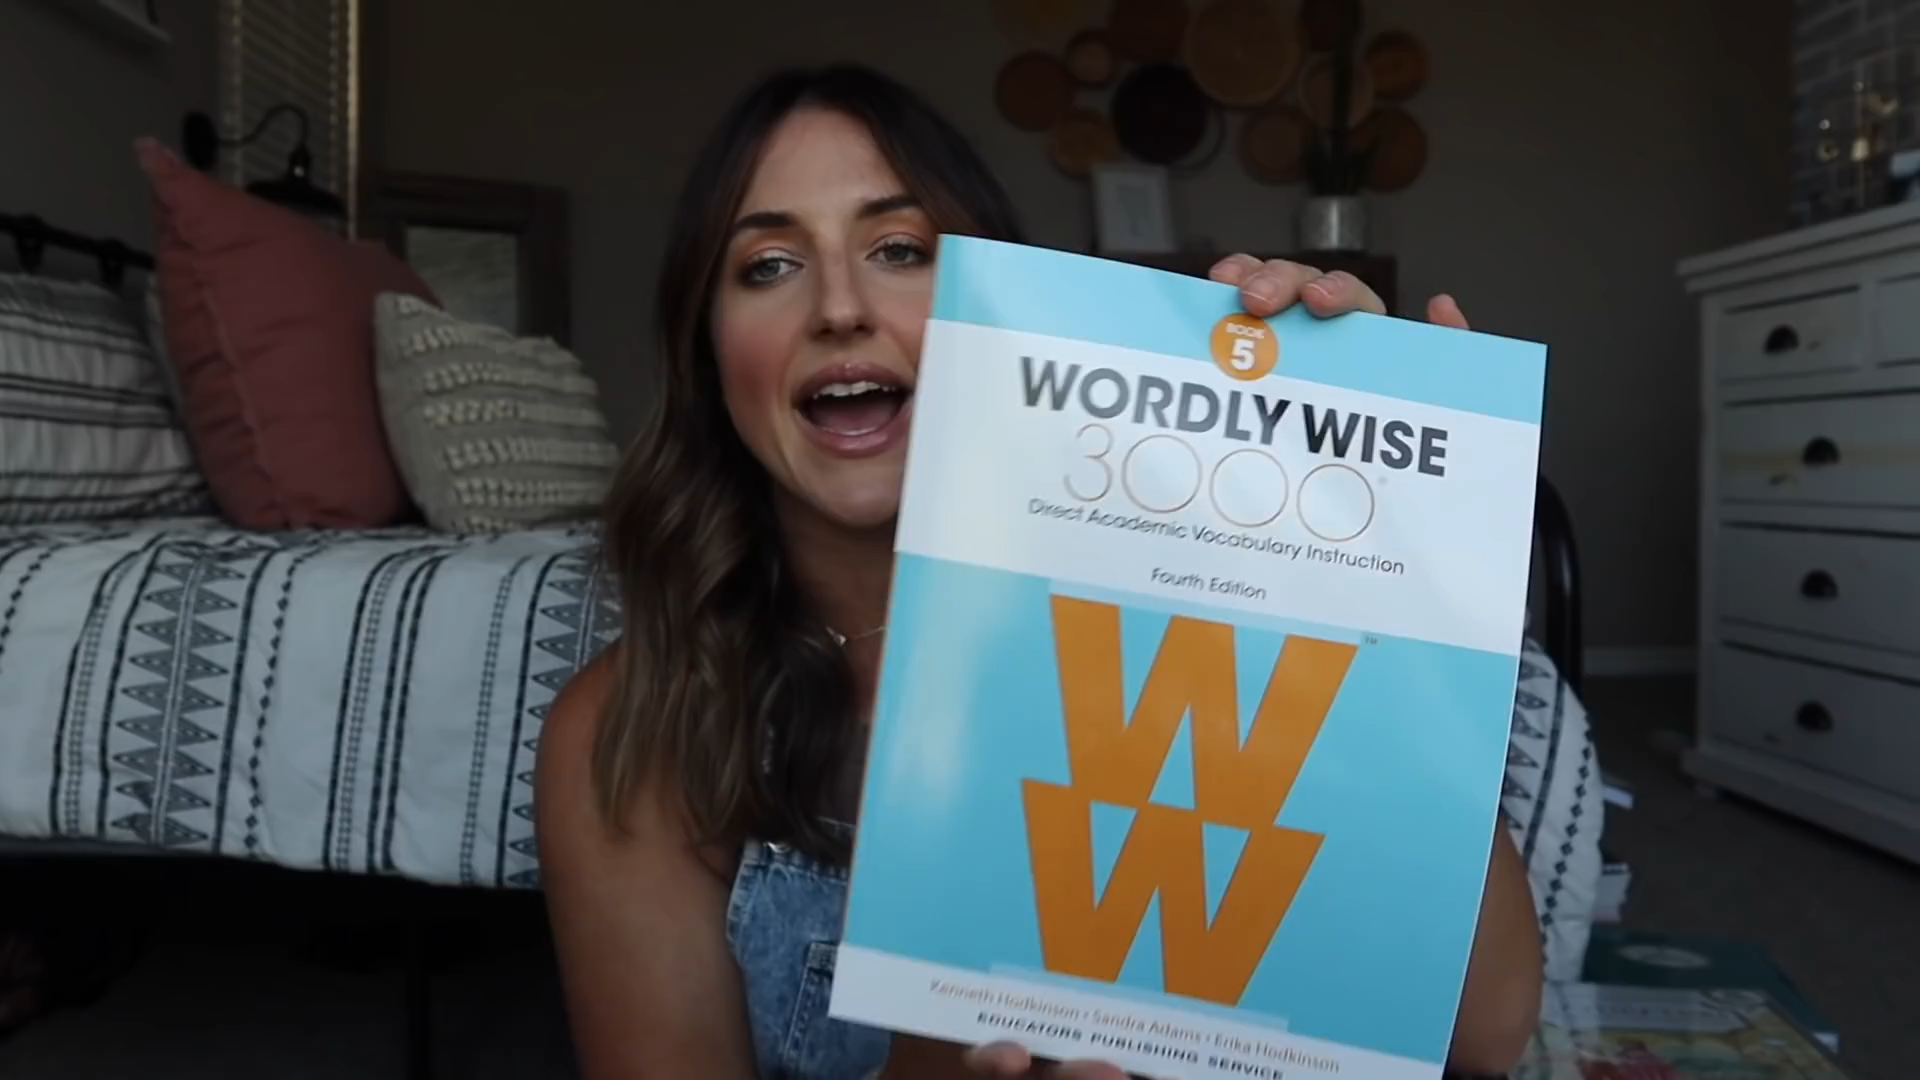 BOOK
5
WORDLY WISE
3000®
Direct Academic Vocabulary Instruction
Fourth Edition
WW™
Kenneth Hodkinson • Sandra Adams • Erika Hodkinson
EDUCATORS PUBLISHING SERVICE